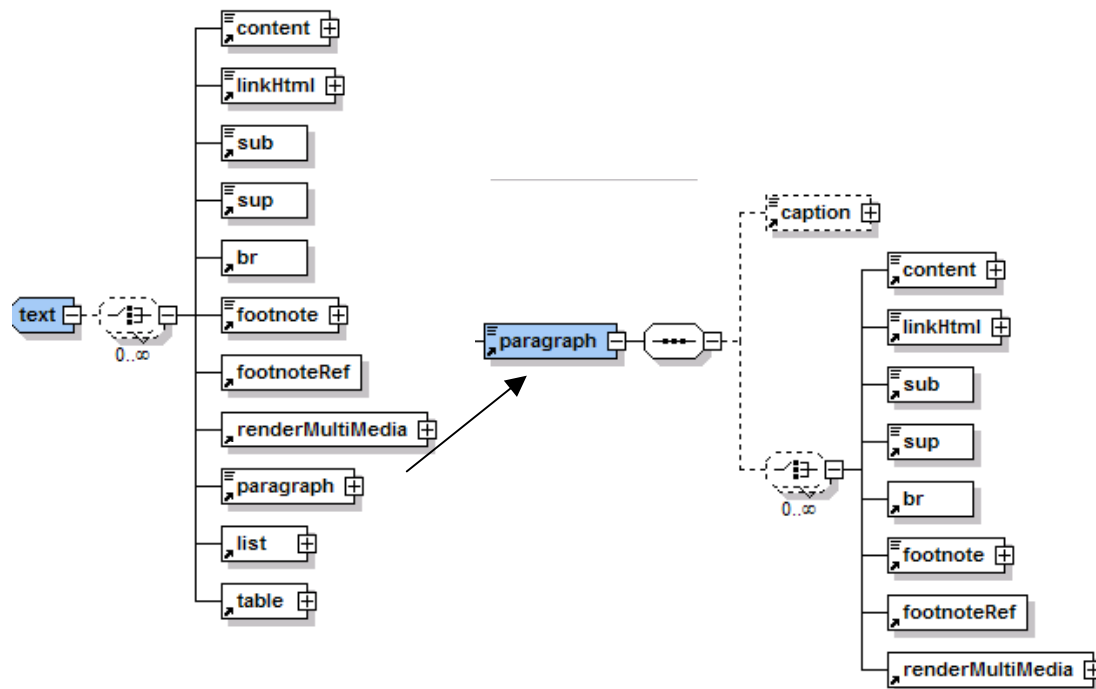 text
0..∞
content
linkHtml
sub
sup
br
footnote
footnoteRef
renderMultiMedia
paragraph
list
table
paragraph
caption
0..∞
content
linkHtml
sub
sup
br
footnote
footnoteRef
renderMultiMedia